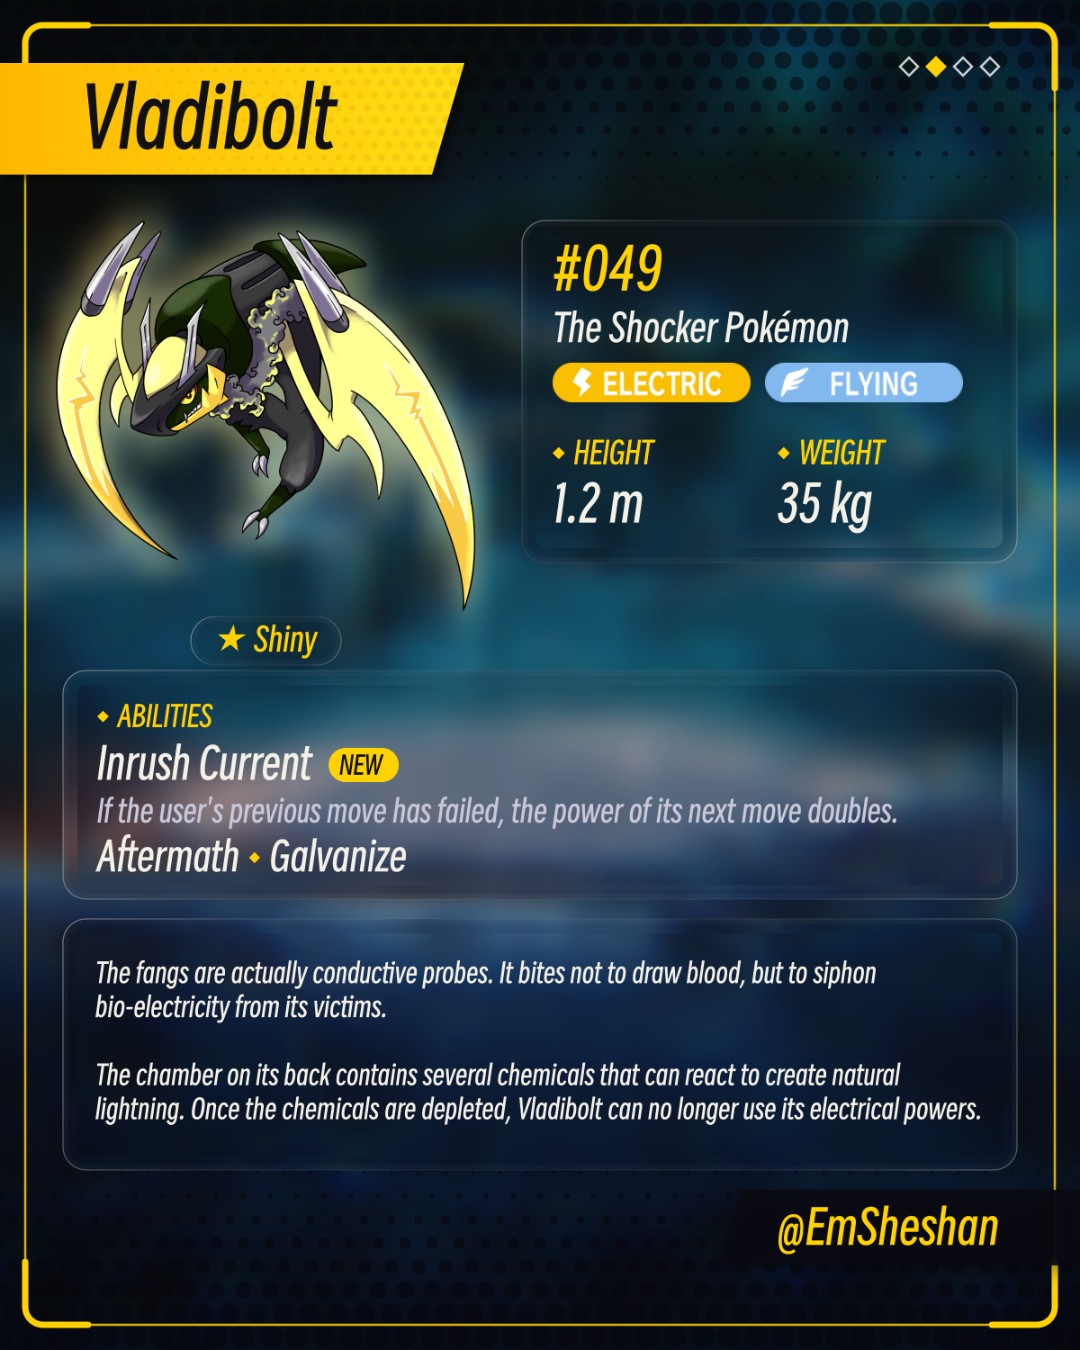 Vladibolt
#049
The Shocker Pokémon
ELECTRIC FLYING
HEIGHT WEIGHT
1.2 m 35 kg
★ Shiny
ABILITIES
Inrush Current NEW
If the user's previous move has failed, the power of its next move doubles.
Aftermath ⬥ Galvanize
The fangs are actually conductive probes. It bites not to draw blood, but to siphon
bio-electricity from its victims.
The chamber on its back contains several chemicals that can react to create natural
lightning. Once the chemicals are depleted, Vladibolt can no longer use its electrical powers.
@EmSheshan